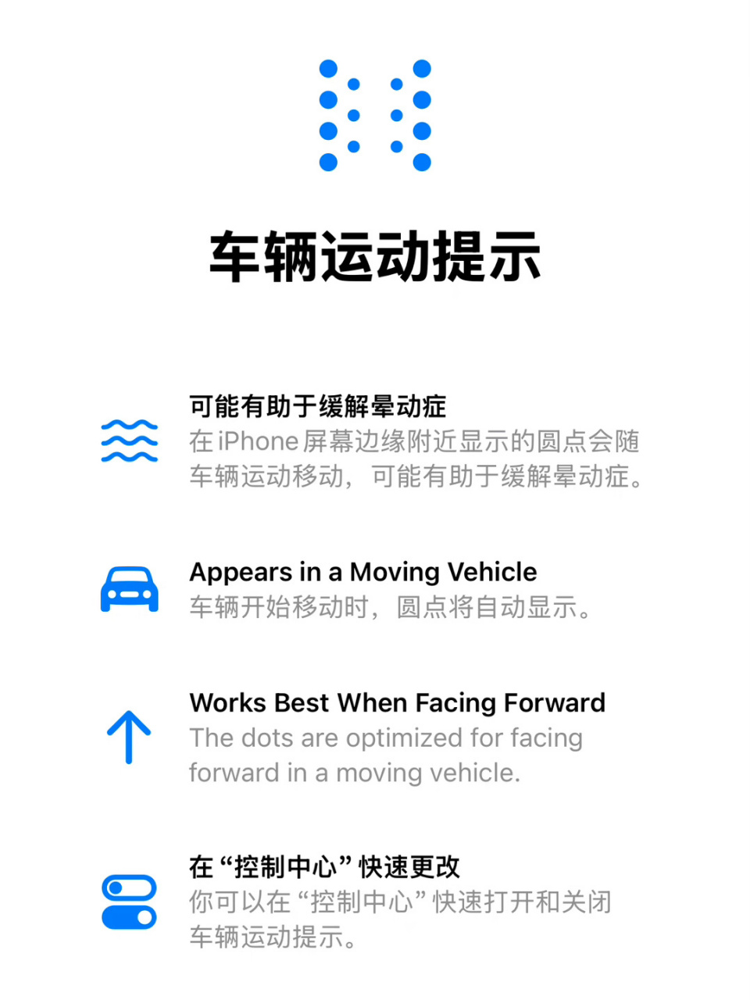 车辆运动提示
可能有助于缓解晕动症
在 iPhone 屏幕边缘附近显示的圆点会随
车辆运动移动，可能有助于缓解晕动症。
Appears in a Moving Vehicle
车辆开始移动时，圆点将自动显示。
Works Best When Facing Forward
The dots are optimized for facing
forward in a moving vehicle.
在“控制中心”快速更改
你可以在“控制中心”快速打开和关闭
车辆运动提示。